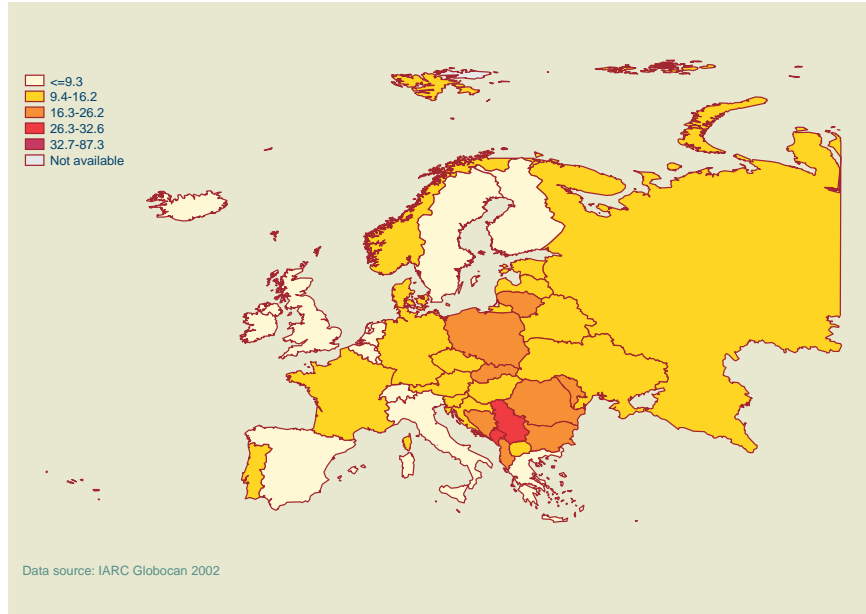 <=9.3
9.4-16.2
16.3-26.2
26.3-32.6
32.7-87.3
Not available
Data source: IARC Globocan 2002